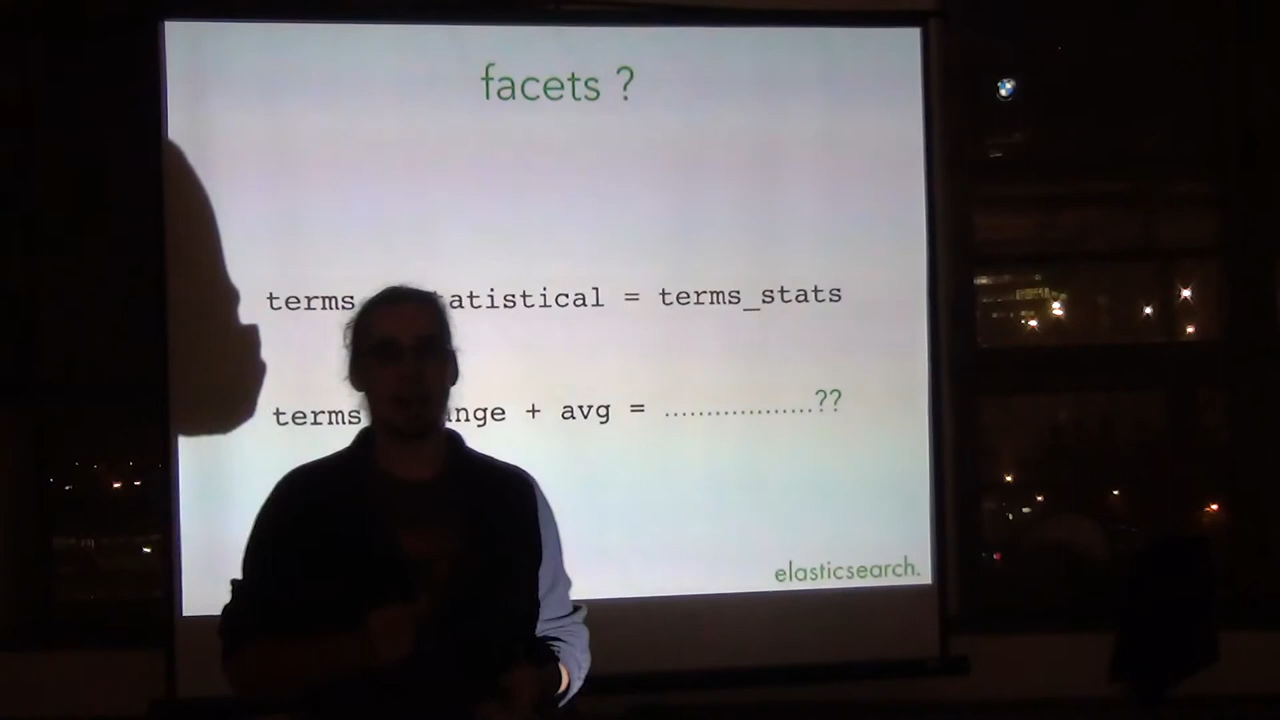 facets ?
terms atistical = terms_stats
terms nge + avg = ..................??
elasticsearch.